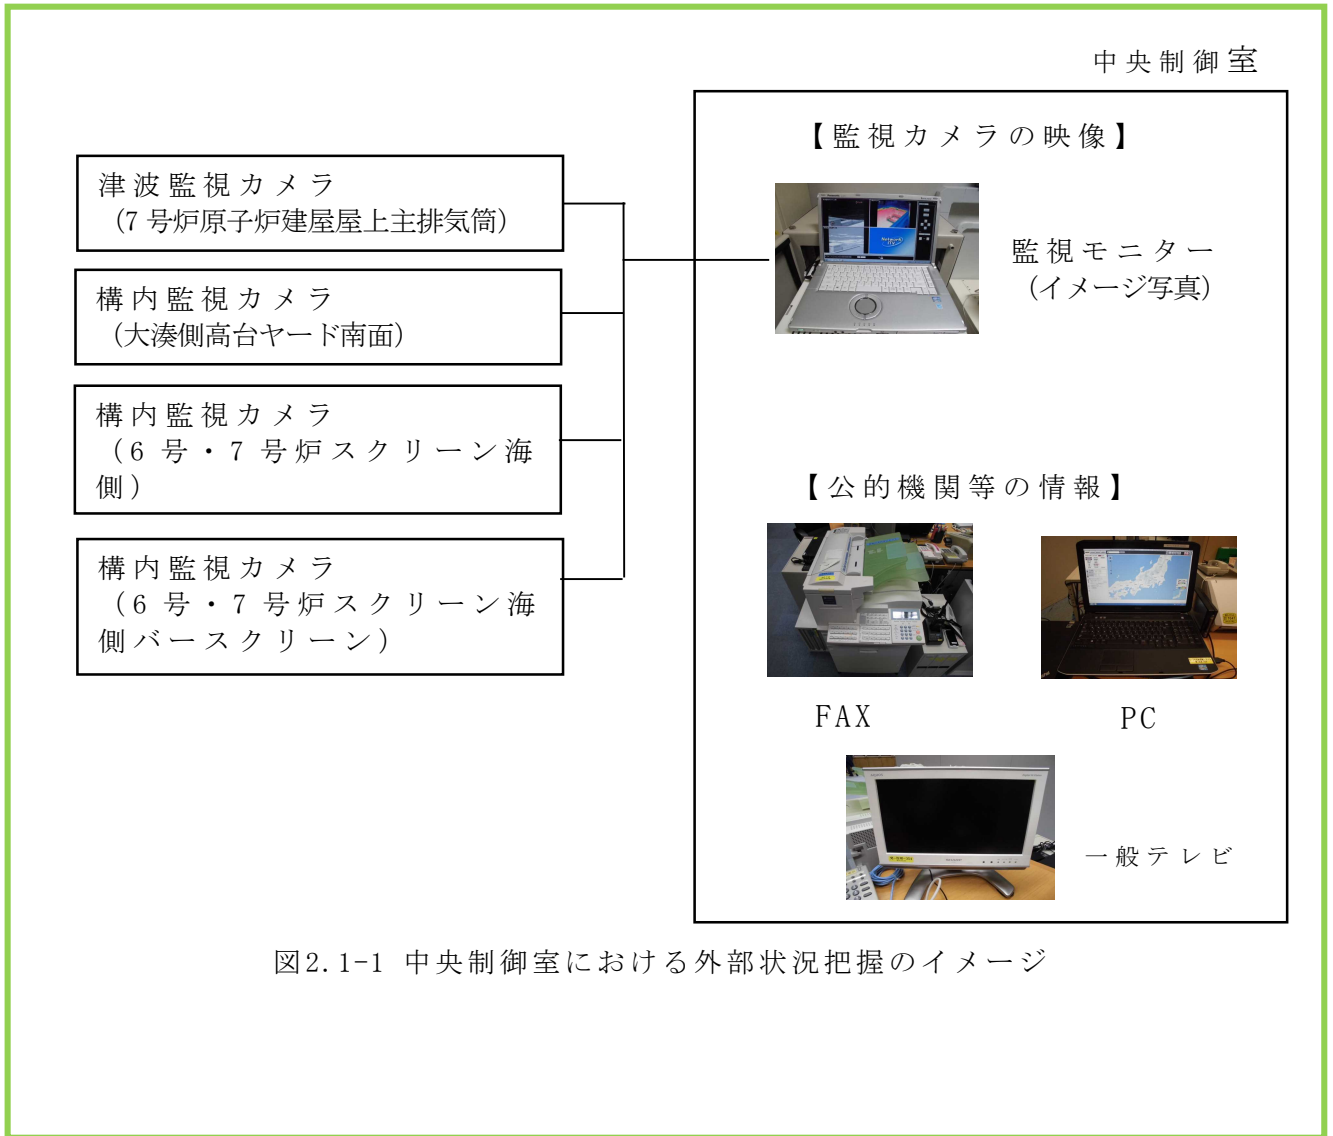 中央制御室
【監視カメラの映像】
津波監視カメラ
（7 号炉原子炉建屋屋上主排気筒）
監視モニター
（イメージ写真）
構内監視カメラ
（大湊側高台ヤード南面）
構内監視カメラ
（6 号・7 号炉スクリーン海
側）
【公的機関等の情報】
構内監視カメラ
（6 号・7 号炉スクリーン海
側バースクリーン）
FAX
PC
一般テレビ
図2.1-1 中央制御室における外部状況把握のイメージ